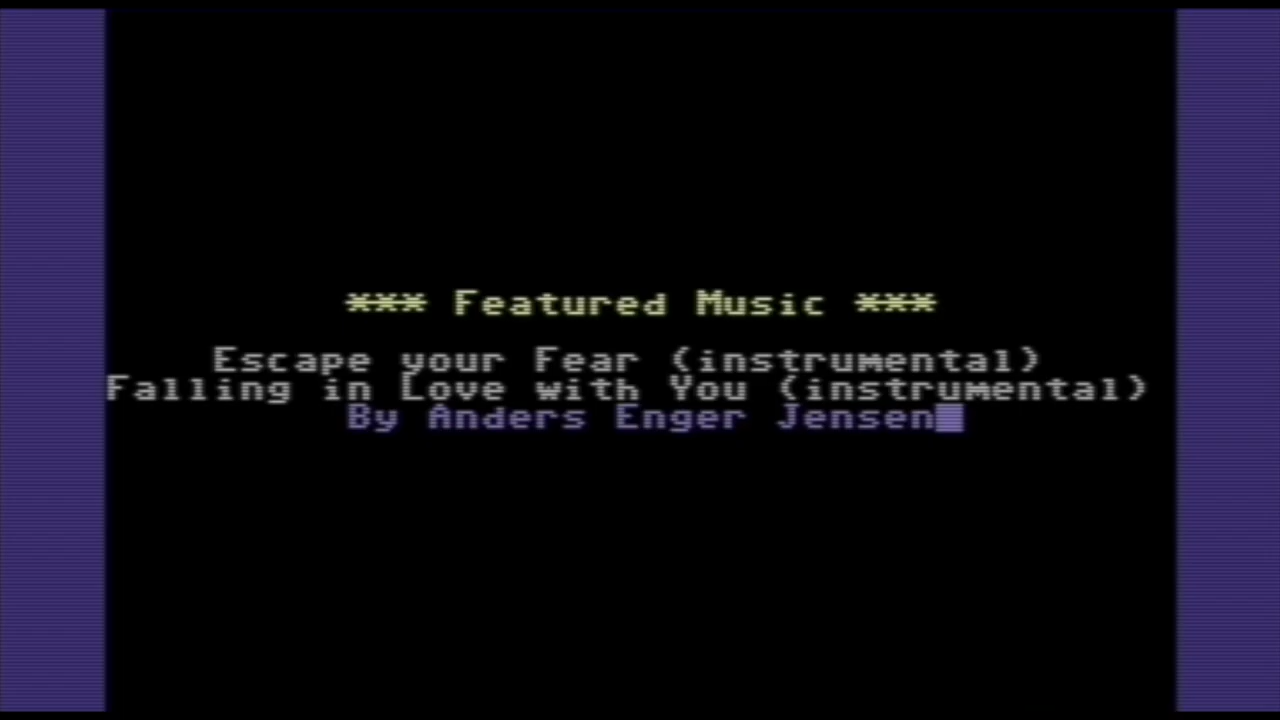 *** Featured Music ***
Escape your Fear (instrumental)
Falling in Love with You (instrumental)
By Anders Enger Jensen